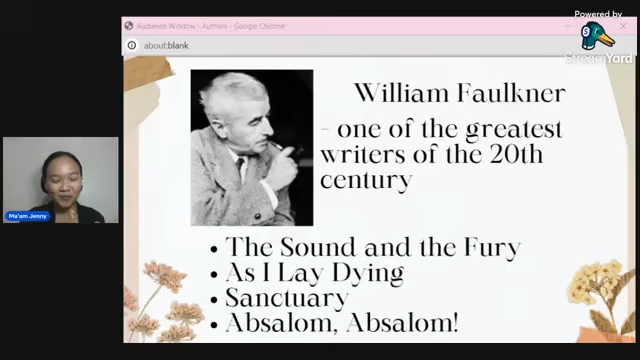 Powered by
StreamYard
Audience Window - Authors - Google Chrome
about:blank
William Faulkner
- one of the greatest
writers of the 20th
century
Ma'am Jenny
• The Sound and the Fury
• As I Lay Dying
• Sanctuary
• Absalom, Absalom!